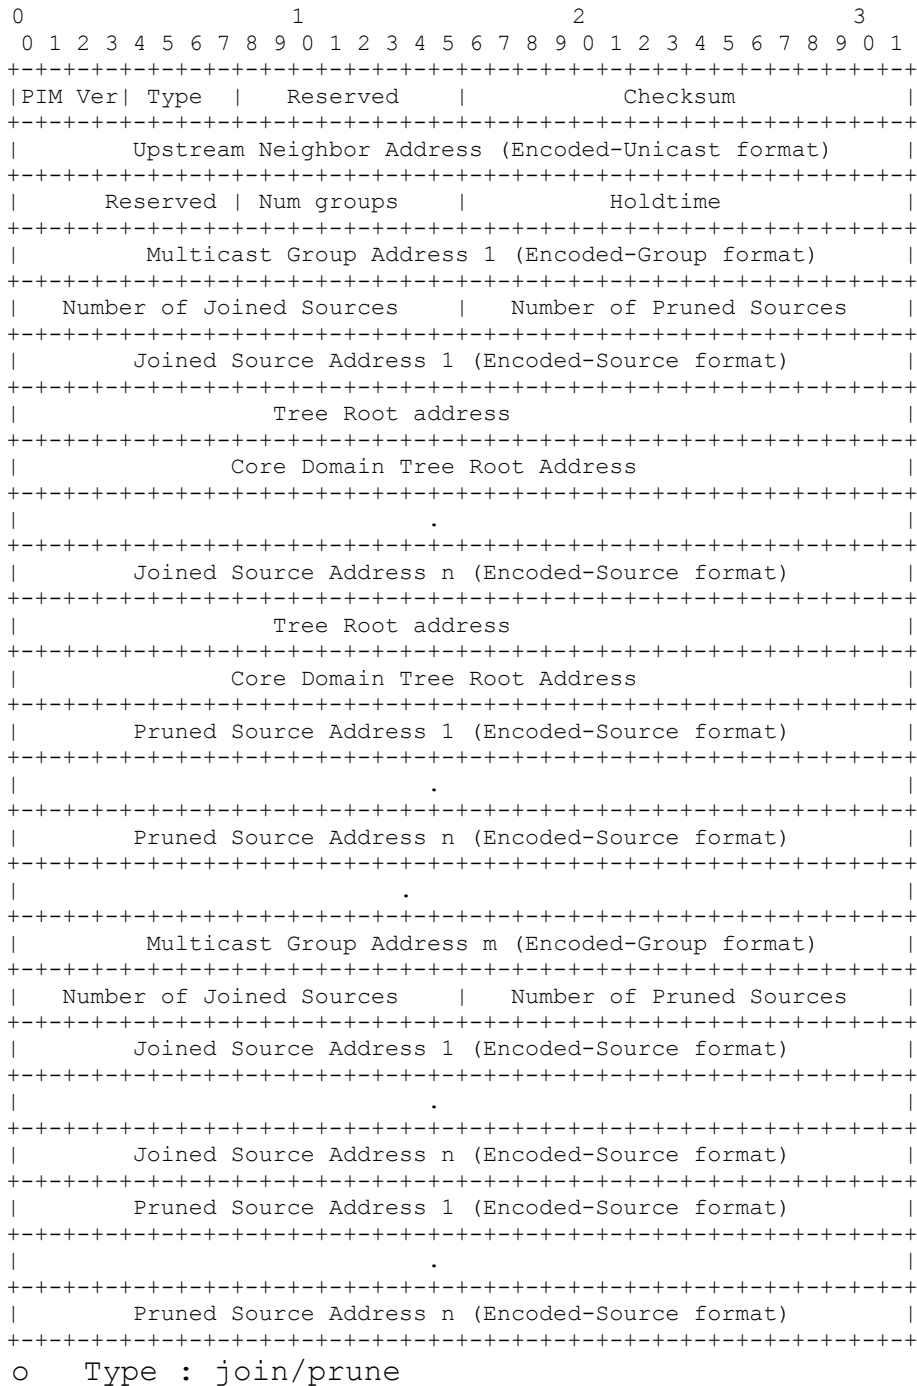 0                   1                   2                   3
 0 1 2 3 4 5 6 7 8 9 0 1 2 3 4 5 6 7 8 9 0 1 2 3 4 5 6 7 8 9 0 1
+-+-+-+-+-+-+-+-+-+-+-+-+-+-+-+-+-+-+-+-+-+-+-+-+-+-+-+-+-+-+-+-+
|PIM Ver| Type  |   Reserved    |           Checksum            |
+-+-+-+-+-+-+-+-+-+-+-+-+-+-+-+-+-+-+-+-+-+-+-+-+-+-+-+-+-+-+-+-+
|        Upstream Neighbor Address (Encoded-Unicast format)     |
+-+-+-+-+-+-+-+-+-+-+-+-+-+-+-+-+-+-+-+-+-+-+-+-+-+-+-+-+-+-+-+-+
|      Reserved | Num groups    |          Holdtime             |
+-+-+-+-+-+-+-+-+-+-+-+-+-+-+-+-+-+-+-+-+-+-+-+-+-+-+-+-+-+-+-+-+
|         Multicast Group Address 1 (Encoded-Group format)      |
+-+-+-+-+-+-+-+-+-+-+-+-+-+-+-+-+-+-+-+-+-+-+-+-+-+-+-+-+-+-+-+-+
|   Number of Joined Sources    |   Number of Pruned Sources    |
+-+-+-+-+-+-+-+-+-+-+-+-+-+-+-+-+-+-+-+-+-+-+-+-+-+-+-+-+-+-+-+-+
|        Joined Source Address 1 (Encoded-Source format)        |
+-+-+-+-+-+-+-+-+-+-+-+-+-+-+-+-+-+-+-+-+-+-+-+-+-+-+-+-+-+-+-+-+
|                  Tree Root address                            |
+-+-+-+-+-+-+-+-+-+-+-+-+-+-+-+-+-+-+-+-+-+-+-+-+-+-+-+-+-+-+-+-+
|               Core Domain Tree Root Address                   |
+-+-+-+-+-+-+-+-+-+-+-+-+-+-+-+-+-+-+-+-+-+-+-+-+-+-+-+-+-+-+-+-+
|                             .                                 |
+-+-+-+-+-+-+-+-+-+-+-+-+-+-+-+-+-+-+-+-+-+-+-+-+-+-+-+-+-+-+-+-+
|        Joined Source Address n (Encoded-Source format)        |
+-+-+-+-+-+-+-+-+-+-+-+-+-+-+-+-+-+-+-+-+-+-+-+-+-+-+-+-+-+-+-+-+
|                  Tree Root address                            |
+-+-+-+-+-+-+-+-+-+-+-+-+-+-+-+-+-+-+-+-+-+-+-+-+-+-+-+-+-+-+-+-+
|               Core Domain Tree Root Address                   |
+-+-+-+-+-+-+-+-+-+-+-+-+-+-+-+-+-+-+-+-+-+-+-+-+-+-+-+-+-+-+-+-+
|        Pruned Source Address 1 (Encoded-Source format)        |
+-+-+-+-+-+-+-+-+-+-+-+-+-+-+-+-+-+-+-+-+-+-+-+-+-+-+-+-+-+-+-+-+
|                             .                                 |
+-+-+-+-+-+-+-+-+-+-+-+-+-+-+-+-+-+-+-+-+-+-+-+-+-+-+-+-+-+-+-+-+
|        Pruned Source Address n (Encoded-Source format)        |
+-+-+-+-+-+-+-+-+-+-+-+-+-+-+-+-+-+-+-+-+-+-+-+-+-+-+-+-+-+-+-+-+
|                           .                                   |
+-+-+-+-+-+-+-+-+-+-+-+-+-+-+-+-+-+-+-+-+-+-+-+-+-+-+-+-+-+-+-+-+
|         Multicast Group Address m (Encoded-Group format)      |
+-+-+-+-+-+-+-+-+-+-+-+-+-+-+-+-+-+-+-+-+-+-+-+-+-+-+-+-+-+-+-+-+
|   Number of Joined Sources    |   Number of Pruned Sources    |
+-+-+-+-+-+-+-+-+-+-+-+-+-+-+-+-+-+-+-+-+-+-+-+-+-+-+-+-+-+-+-+-+
|        Joined Source Address 1 (Encoded-Source format)        |
+-+-+-+-+-+-+-+-+-+-+-+-+-+-+-+-+-+-+-+-+-+-+-+-+-+-+-+-+-+-+-+-+
|                             .                                 |
+-+-+-+-+-+-+-+-+-+-+-+-+-+-+-+-+-+-+-+-+-+-+-+-+-+-+-+-+-+-+-+-+
|        Joined Source Address n (Encoded-Source format)        |
+-+-+-+-+-+-+-+-+-+-+-+-+-+-+-+-+-+-+-+-+-+-+-+-+-+-+-+-+-+-+-+-+
|        Pruned Source Address 1 (Encoded-Source format)        |
+-+-+-+-+-+-+-+-+-+-+-+-+-+-+-+-+-+-+-+-+-+-+-+-+-+-+-+-+-+-+-+-+
|                             .                                 |
+-+-+-+-+-+-+-+-+-+-+-+-+-+-+-+-+-+-+-+-+-+-+-+-+-+-+-+-+-+-+-+-+
|        Pruned Source Address n (Encoded-Source format)        |
+-+-+-+-+-+-+-+-+-+-+-+-+-+-+-+-+-+-+-+-+-+-+-+-+-+-+-+-+-+-+-+-+
o   Type : join/prune